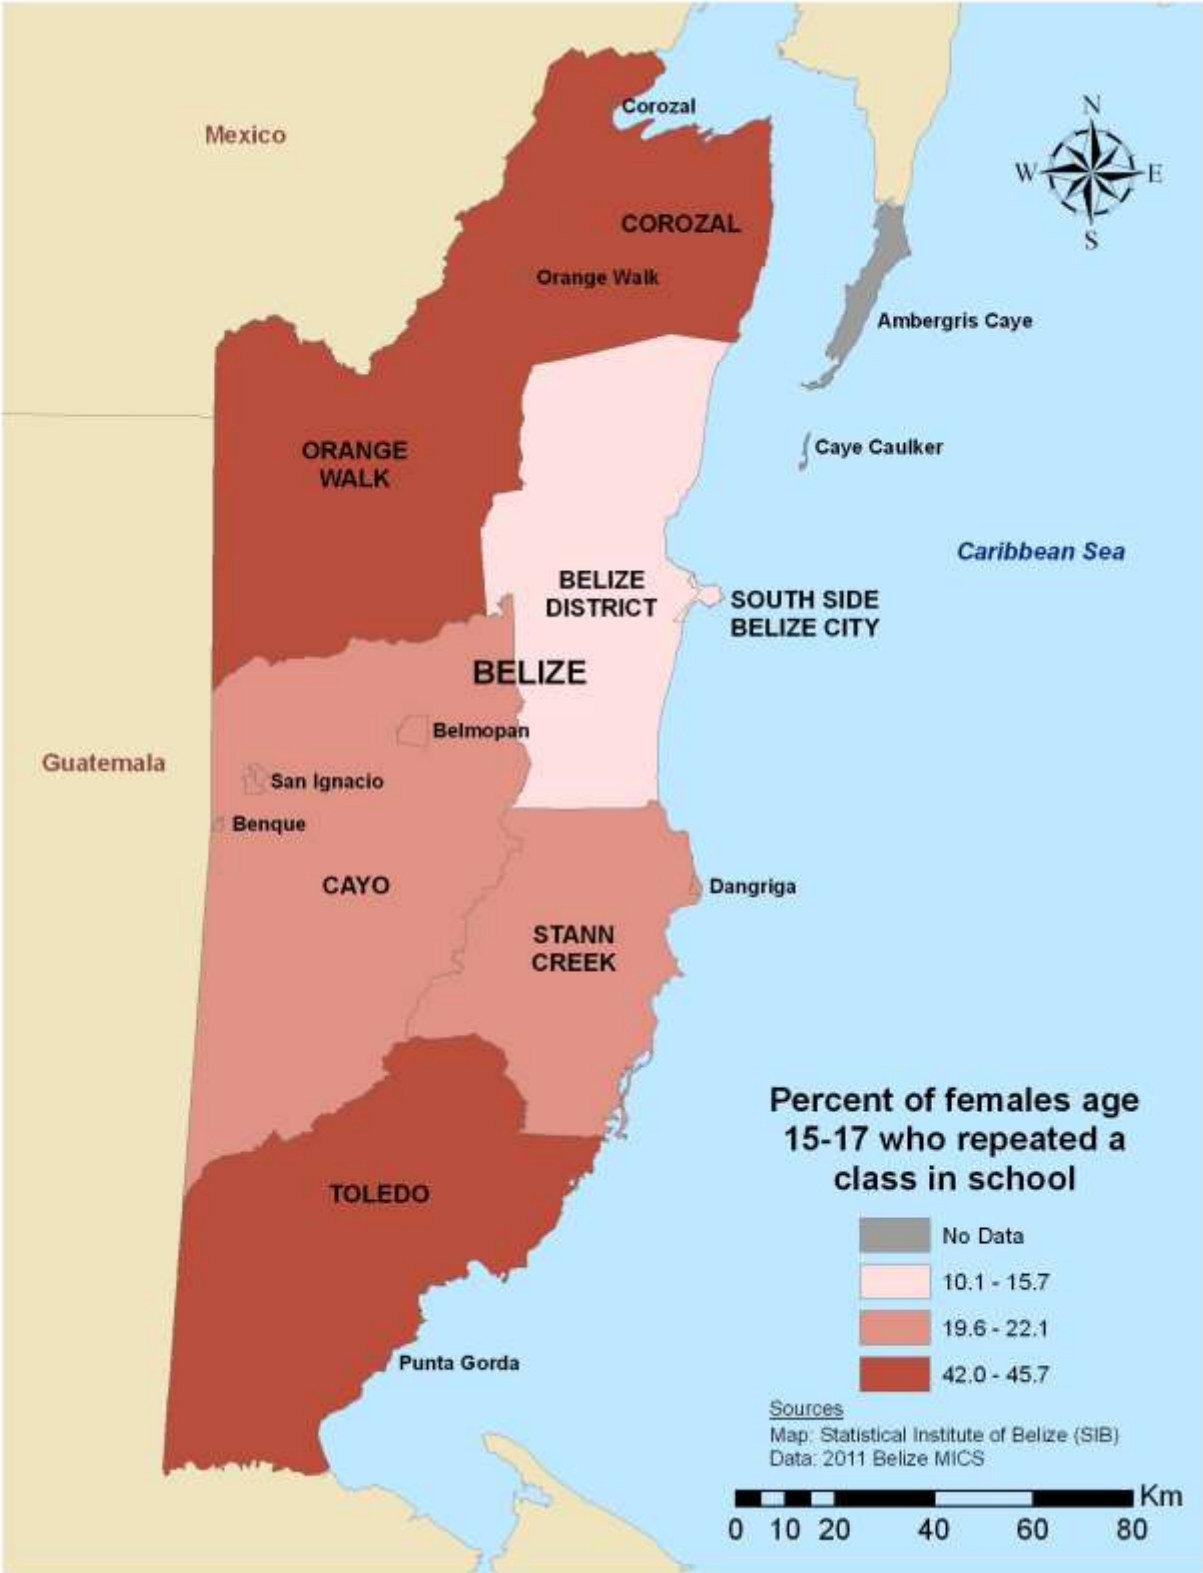 Corozal
Mexico
N
W
E
S
COROZAL
Orange Walk
Ambergris Caye
ORANGE
WALK
Caye Caulker
Caribbean Sea
BELIZE
DISTRICT
SOUTH SIDE
BELIZE CITY
BELIZE
Belmopan
Guatemala
San Ignacio
Benque
CAYO
Dangriga
STANN
CREEK
TOLEDO
Punta Gorda
Percent of females age
15-17 who repeated a
class in school
No Data
10.1 - 15.7
19.6 - 22.1
42.0 - 45.7
Sources
Map: Statistical Institute of Belize (SIB)
Data: 2011 Belize MICS
Km
0 10 20 40 60 80